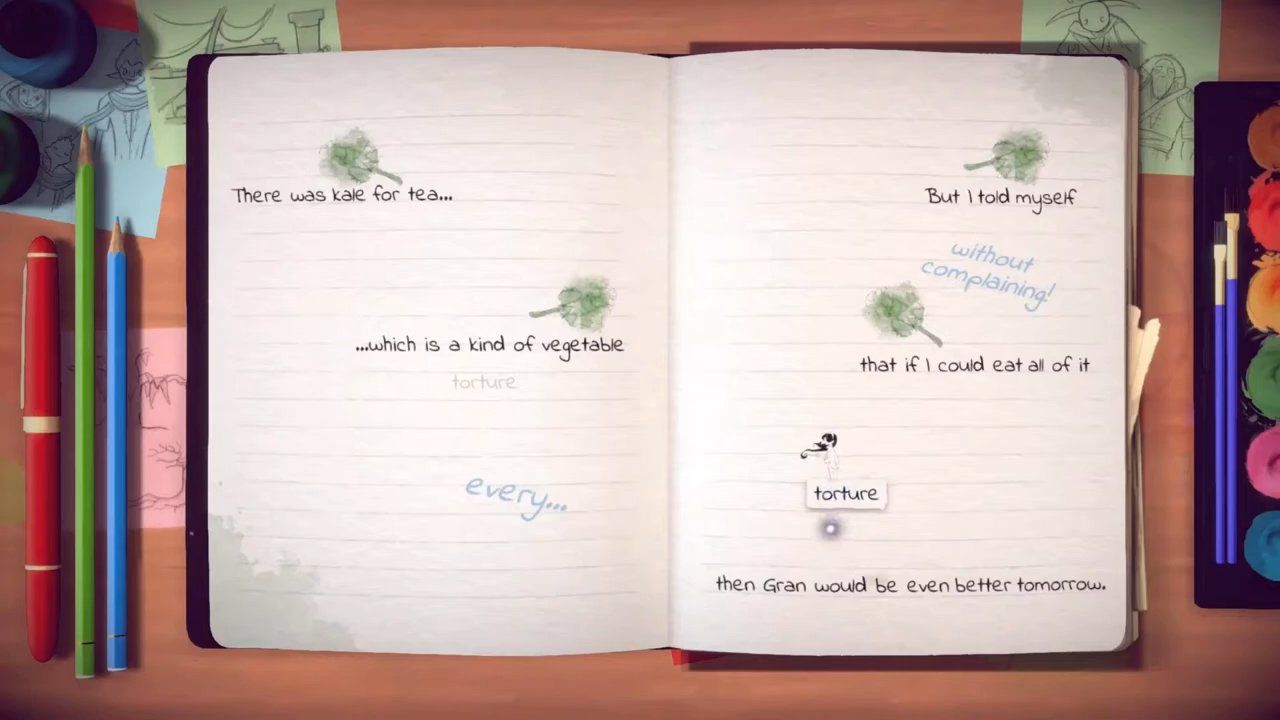 There was kale for tea...
...which is a kind of vegetable
torture
every...
But I told myself
without
complaining!
that if I could eat all of it
torture
then Gran would be even better tomorrow.